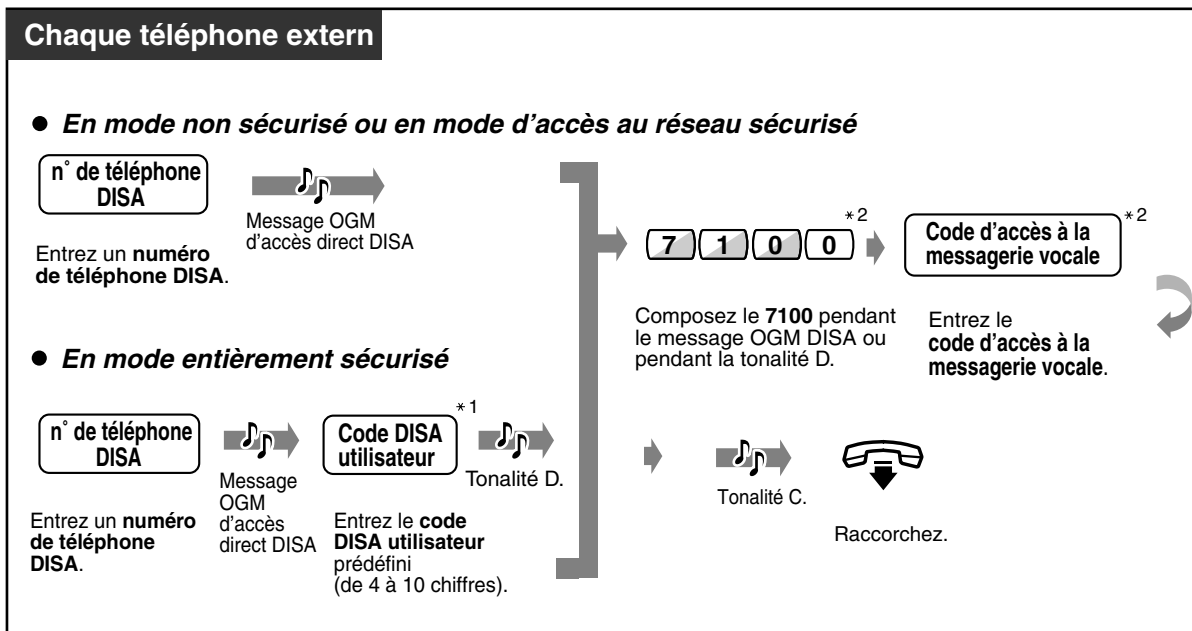 Chaque téléphone extern
● En mode non sécurisé ou en mode d'accès au réseau sécurisé
n° de téléphone
DISA
Message OGM
d'accès direct DISA
Entrez un numéro
de téléphone DISA.
● En mode entièrement sécurisé
n° de téléphone
DISA
Message
OGM
d'accès
direct DISA
Code DISA
utilisateur
*1
Tonalité D.
Entrez un numéro
de téléphone
DISA.
Entrez le code
DISA utilisateur
prédéfini
(de 4 à 10 chiffres).
7 1 0 0
*2
Composez le 7100 pendant
le message OGM DISA ou
pendant la tonalité D.
Code d'accès à la
messagerie vocale
*2
Entrez le
code d'accès à la
messagerie vocale.
Tonalité C.
Raccorchez.